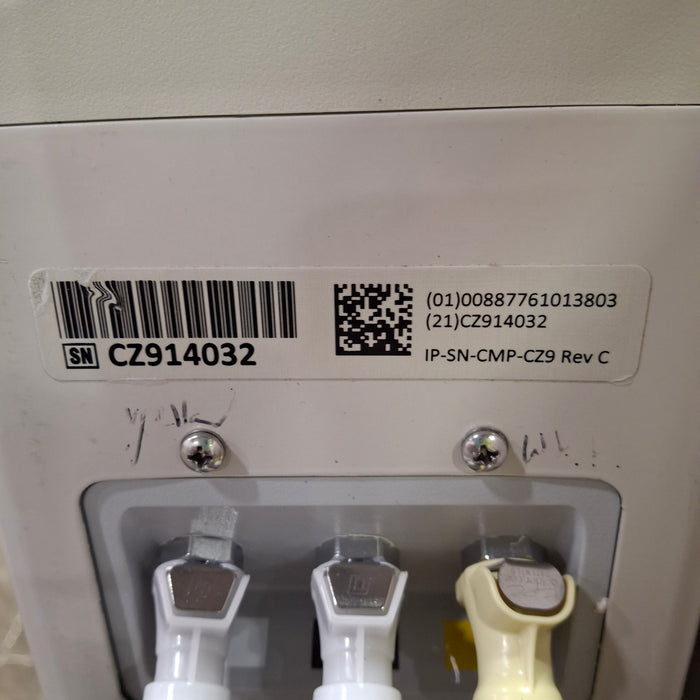 SN CZ914032
(01)00887761013803
(21)CZ914032
IP-SN-CMP-CZ9 Rev C